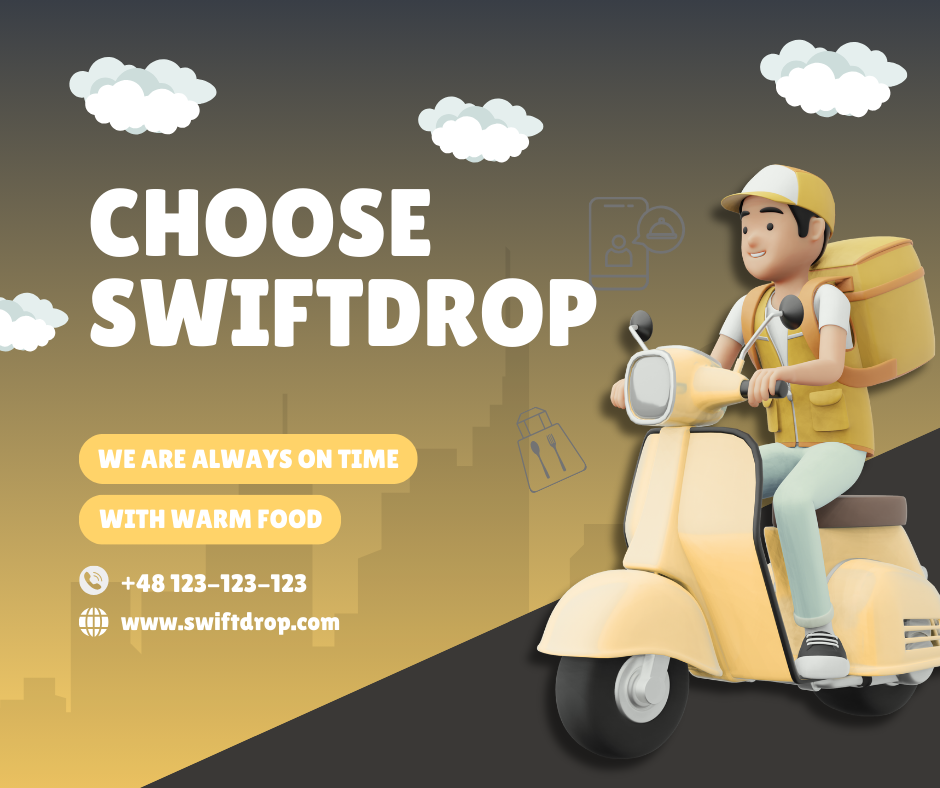 CHOOSE
SWIFTDROP
WE ARE ALWAYS ON TIME
WITH WARM FOOD
+48 123-123-123
www.swiftdrop.com